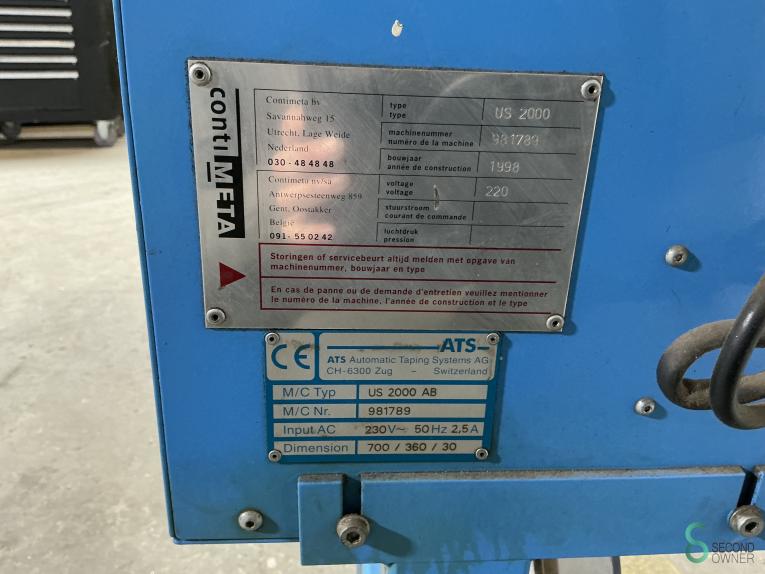 conti META
Contimeta bv
Savannahweg 15
Utrecht, Lage Weide
Nederland
030 - 48 48 48
Contimeta nv/sa
Antwerpsesteenweg 859
Gent, Oostakker
België
091- 55 02 42
type US 2000
type
machinenummer 981789
numéro de la machine
bouwjaar 1998
année de construction
voltage 220
voltage
stuurstroom
courant de commande
luchtdruk
pression
Storingen of servicebeurt altijd melden met opgave van
machinenummer, bouwjaar en type
En cas de panne ou de demande d'entretien veuillez mentionner
le numéro de la machine, l'année de construction et le type
CE
ATS
ATS Automatic Taping Systems AG
CH-6300 Zug - Switzerland
M/C Typ US 2000 AB
M/C Nr. 981789
Input AC 230V~ 50Hz 2,5A
Dimension 700 / 360 / 30
SECOND
OWNER